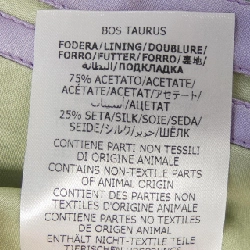 BOS TAURUS
FODERA/LINING/DOUBLURE/
FORRO/FUTTER/FORRO/裏地/
البطانة/ПОДКЛАДКА
75% ACETATO/ACETATE/
ACÉTATE/ACETAT/アセテート/
أسيتات/АЦЕТАТ
25% SETA/SILK/SOIE/SEDA/
SEIDE/シルク/حرير/ШЁЛК
CONTIENE PARTI NON TESSILI
DI ORIGINE ANIMALE
CONTAINS NON-TEXTILE PARTS
OF ANIMAL ORIGIN
CONTIENT DES PARTIES NON
TEXTILES D'ORIGINE ANIMALE
CONTIENE PARTES NO TEXTILES
DE ORIGEN ANIMAL
ENTHÄLT NICHT-TEXTILE TEILE
TIERISCHEN URSPRUNGS